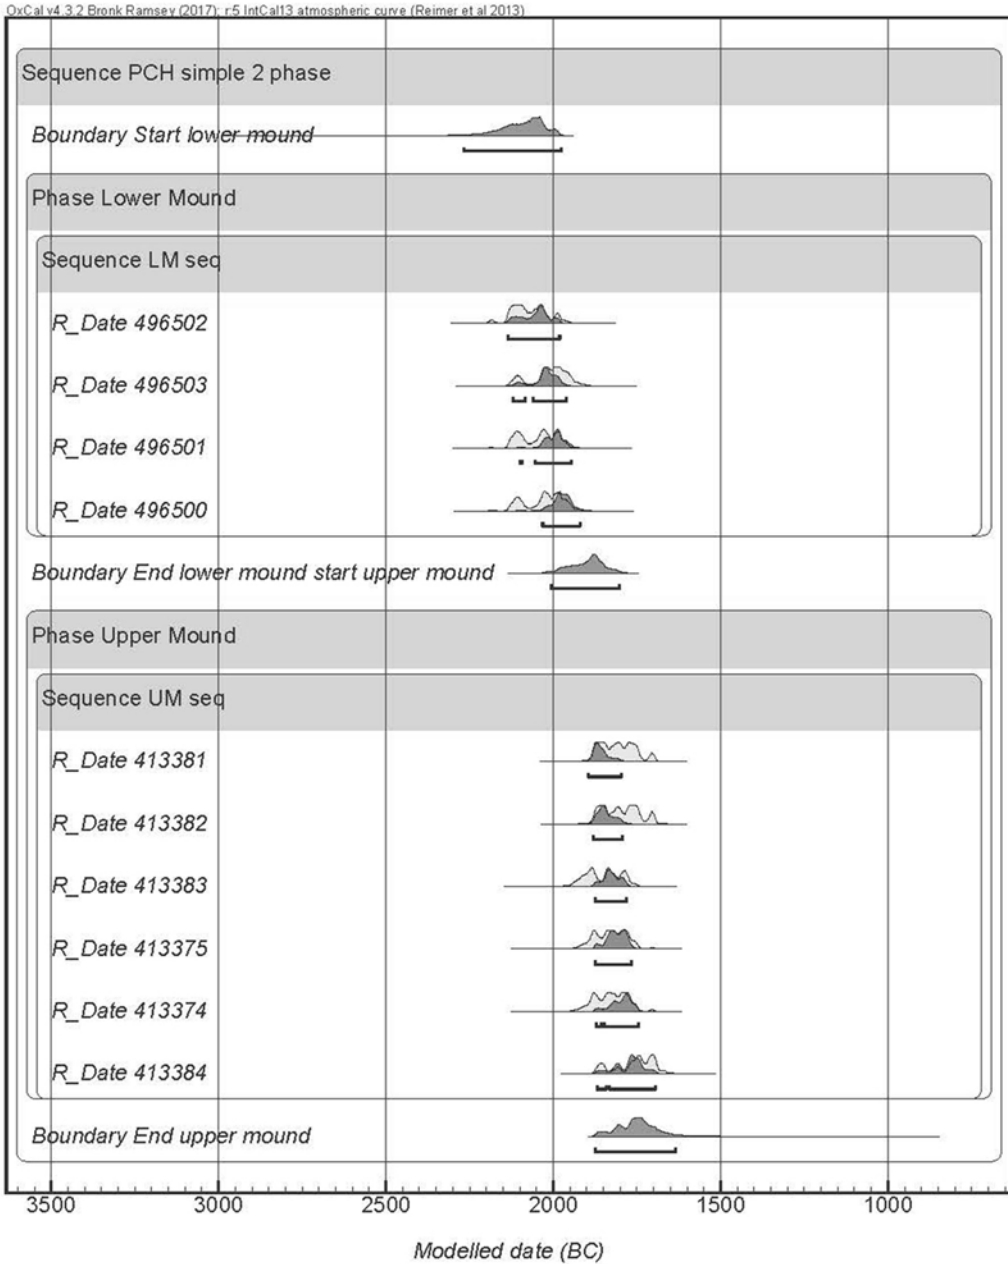 OxCal v4.3.2 Bronk Ramsey (2017); r:5 IntCal13 atmospheric curve (Reimer et al 2013)
Sequence PCH simple 2 phase
Boundary Start lower mound
Phase Lower Mound
Sequence LM seq
R_Date 496502
R_Date 496503
R_Date 496501
R_Date 496500
Boundary End lower mound start upper mound
Phase Upper Mound
Sequence UM seq
R_Date 413381
R_Date 413382
R_Date 413383
R_Date 413375
R_Date 413374
R_Date 413384
Boundary End upper mound
3500 3000 2500 2000 1500 1000
Modelled date (BC)